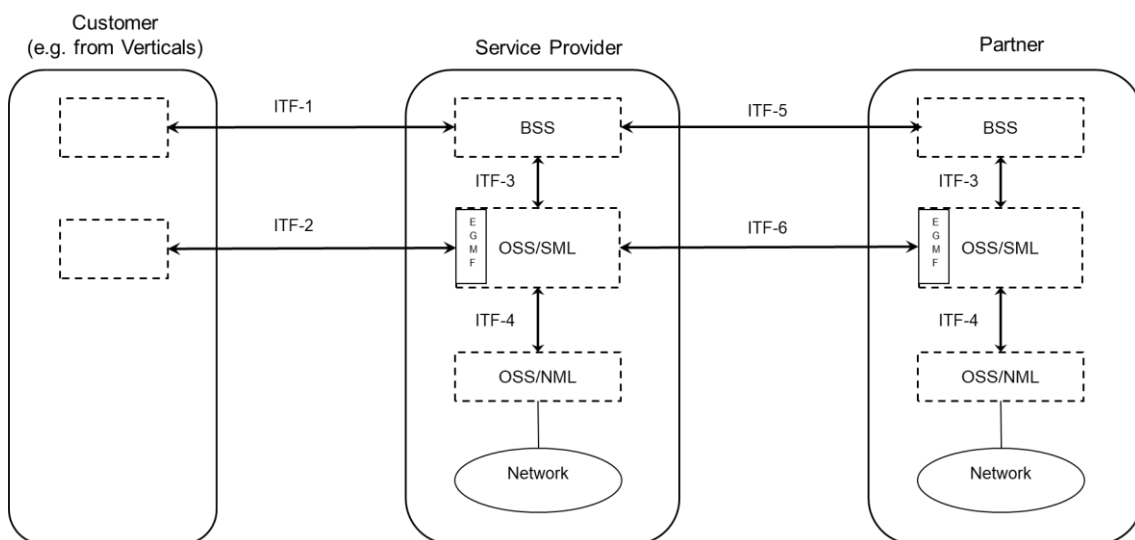 Customer
(e.g. from Verticals)
Service Provider
Partner
ITF-1
BSS
ITF-5
BSS
ITF-3
ITF-3
ITF-2
E
G
M
F
OSS/SML
ITF-6
E
G
M
F
OSS/SML
ITF-4
ITF-4
OSS/NML
OSS/NML
Network
Network